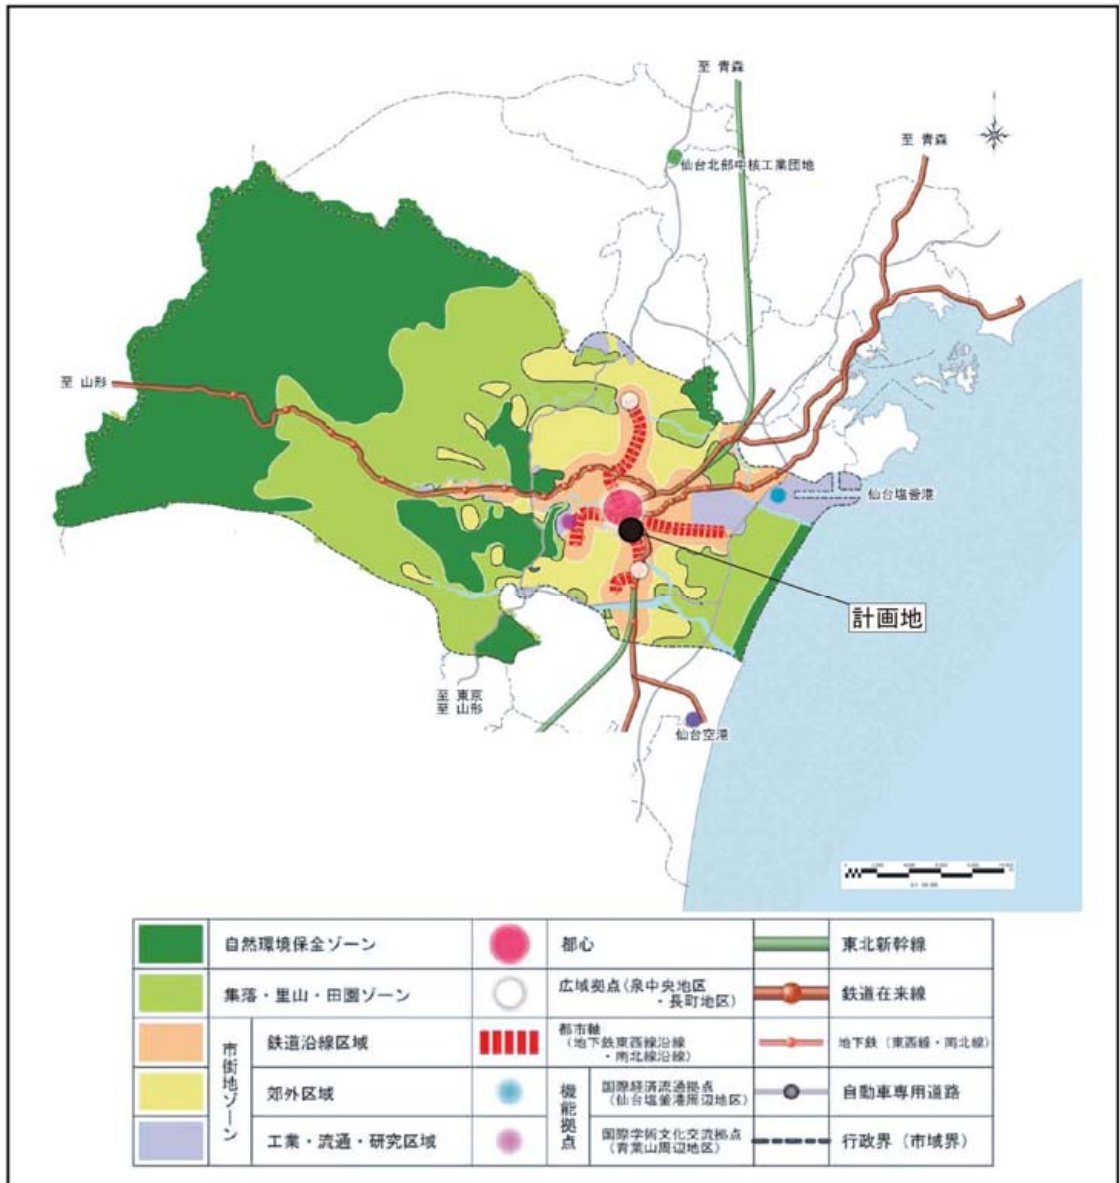 至 青森
至 青森
仙台北部中核工業団地
至 山形
仙台塩釜港
計画地
至 東京
至 山形
仙台空港
自然環境保全ゾーン
都心
東北新幹線
集落・里山・田園ゾーン
広域拠点(泉中央地区
・長町地区)
鉄道在来線
市街地ゾーン
鉄道沿線区域
都市軸
(地下鉄東西線沿線
・南北線沿線)
地下鉄(東西線・南北線)
郊外区域
機能拠点
国際経済流通拠点
(仙台塩釜港周辺地区)
自動車専用道路
工業・流通・研究区域
国際学術文化交流拠点
(青葉山周辺地区)
行政界(市域界)